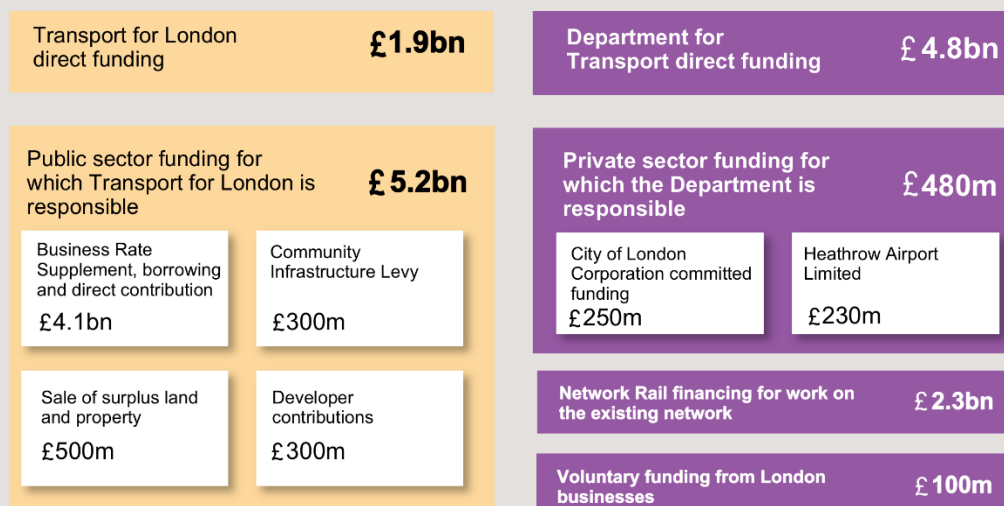 Transport for London
direct funding
£1.9bn
Public sector funding for
which Transport for London is
responsible
£5.2bn
Business Rate
Supplement, borrowing
and direct contribution
£4.1bn
Community
Infrastructure Levy
£300m
Sale of surplus land
and property
£500m
Developer
contributions
£300m
Department for
Transport direct funding
£4.8bn
Private sector funding for
which the Department is
responsible
£480m
City of London
Corporation committed
funding
£250m
Heathrow Airport
Limited
£230m
Network Rail financing for work on
the existing network
£2.3bn
Voluntary funding from London
businesses
£100m